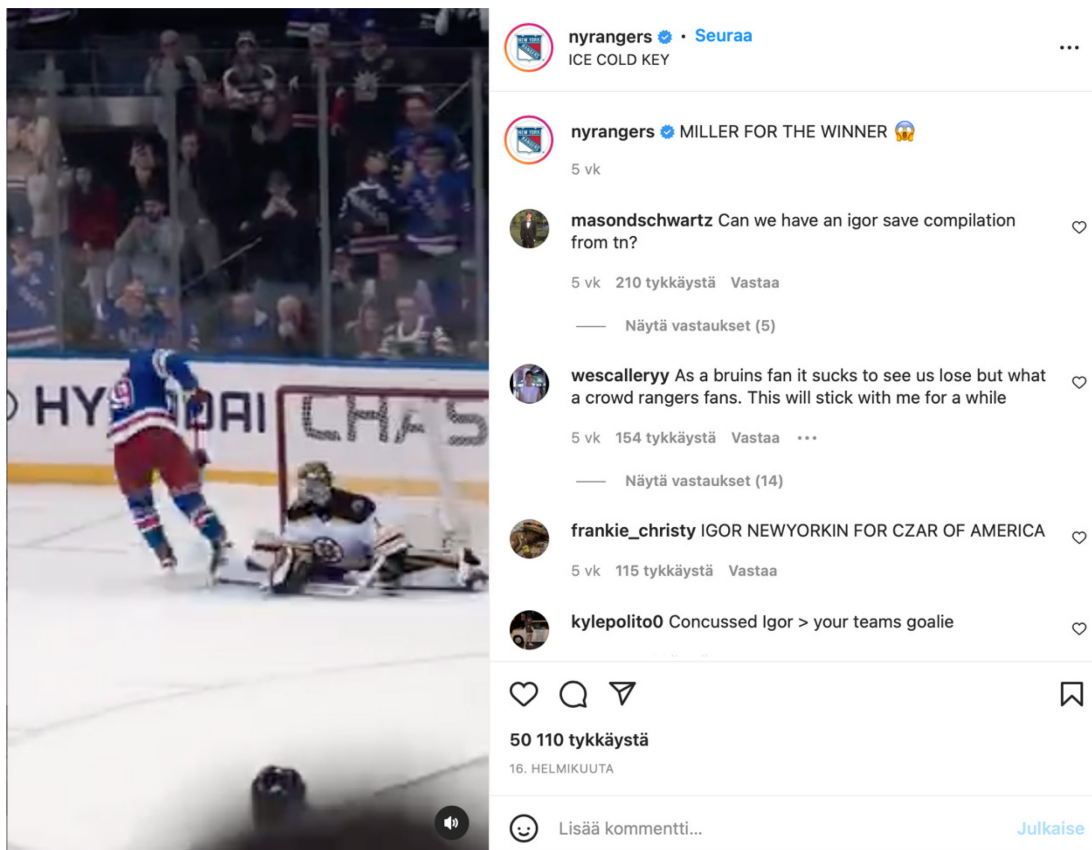 nyrangers • Seuraa
ICE COLD KEY
nyrangers MILLER FOR THE WINNER 😱
5 vk
masondschwartz Can we have an igor save compilation
from tn?
5 vk 210 tykkäystä Vastaa
Näytä vastaukset (5)
wescalleryy As a bruins fan it sucks to see us lose but what
a crowd rangers fans. This will stick with me for a while
5 vk 154 tykkäystä Vastaa •••
Näytä vastaukset (14)
frankie_christy IGOR NEWYORKIN FOR CZAR OF AMERICA
5 vk 115 tykkäystä Vastaa
kylepolito0 Concussed Igor > your teams goalie
50 110 tykkäystä
16. HELMIKUUTA
Lisää kommentti...
Julkaise
HY DAI
CHAS